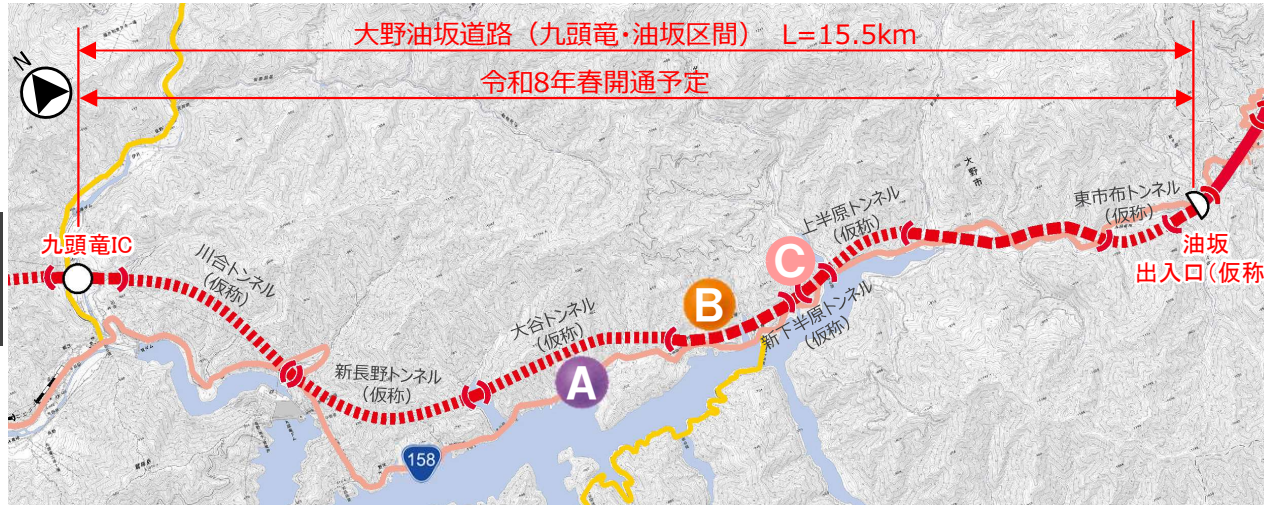 大野油坂道路（九頭竜・油坂区間） L=15.5km
令和8年春開通予定
N
九頭竜IC
川合トンネル
（仮称）
新長野トンネル
（仮称）
大谷トンネル
（仮称）
A
B
C
158
上半原トンネル
（仮称）
新下半原トンネル
（仮称）
大野市
東市布トンネル
（仮称）
油坂
出入口（仮称